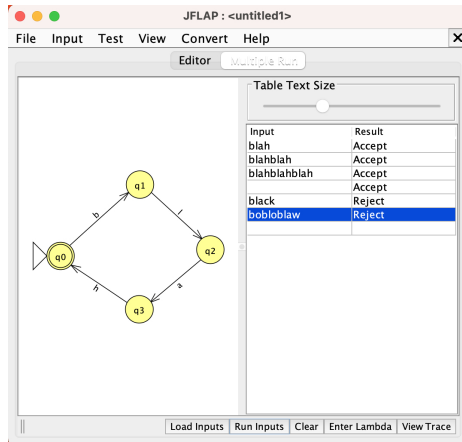 JFLAP : <untitled1>
File Input Test View Convert Help
Editor Multiple Run
Table Text Size
Input Result
blah Accept
blahblah Accept
blahblahblah Accept
Accept
black Reject
bobloblaw Reject
q1
b
l
q0
q2
h
a
q3
Load Inputs Run Inputs Clear Enter Lambda View Trace